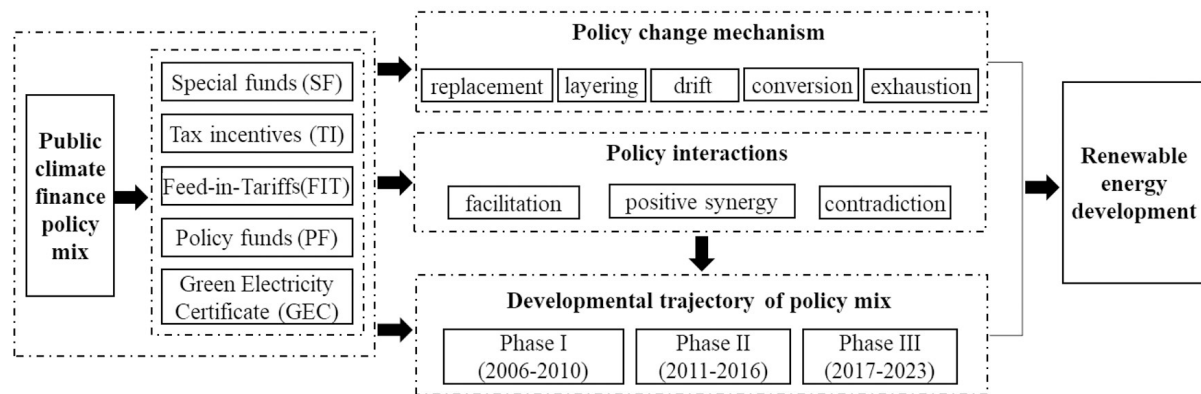 Public
climate
finance
policy
mix
Special funds (SF)
Tax incentives (TI)
Feed-in-Tariffs(FIT)
Policy funds (PF)
Green Electricity
Certificate (GEC)
Policy change mechanism
replacement layering drift conversion exhaustion
Policy interactions
facilitation positive synergy contradiction
Developmental trajectory of policy mix
Phase I Phase II Phase III
(2006-2010) (2011-2016) (2017-2023)
Renewable
energy
development